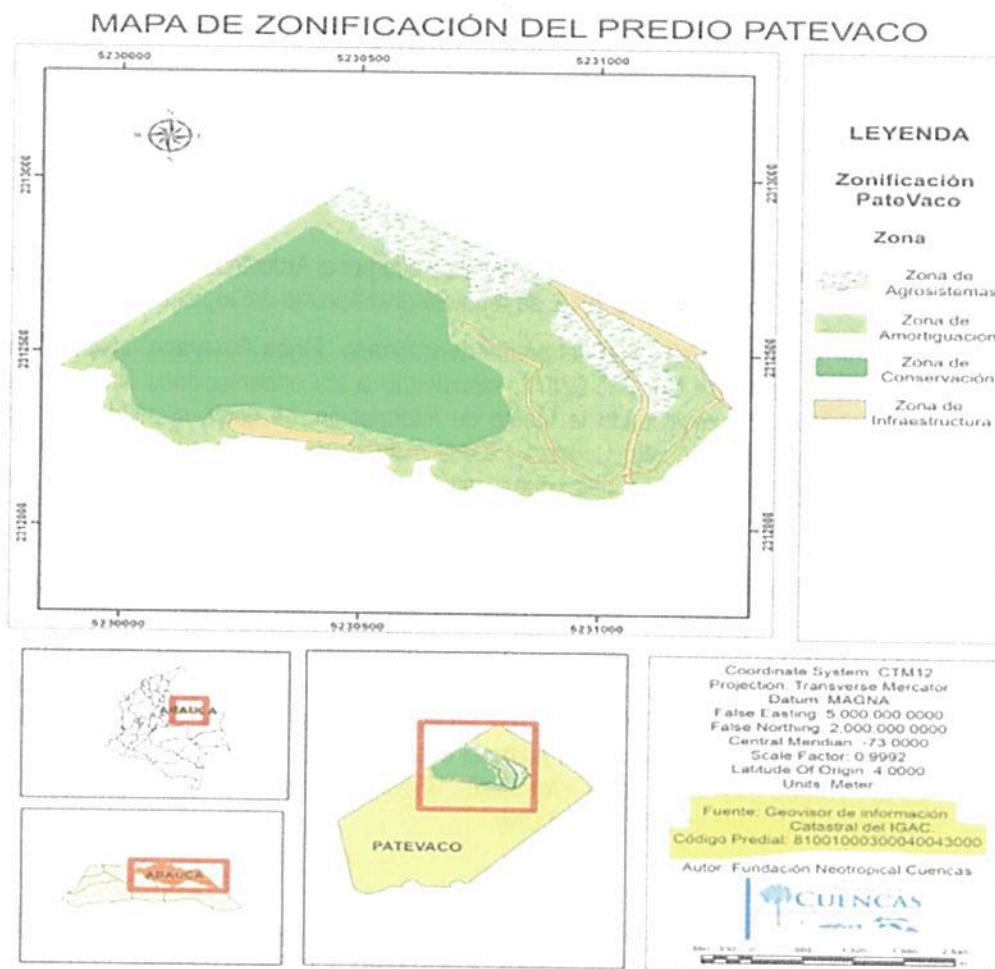 MAPA DE ZONIFICACIÓN DEL PREDIO PATEVACO
5230000
5230500
5231000
2313000
2313000
2312500
2312500
2312000
2312000
5230000
5230500
5231000
LEYENDA
Zonificación
PateVaco
Zona
Zona de
Agrosistemas
Zona de
Amortiguación
Zona de
Conservación
Zona de
Infraestructura
ARAUCA
ARAUCA
PATEVACO
Coordinate System: CTM12
Projection: Transverse Mercator
Datum: MAGNA
False Easting: 5.000.000.0000
False Northing: 2.000.000.0000
Central Meridian: -73.0000
Scale Factor: 0.9992
Latitude Of Origin: 4.0000
Units: Meter
Fuente: Geovisor de información
Catastral del IGAC.
Código Predial: 81001000300040043000
Autor: Fundación Neotropical Cuencas
CUENCAS